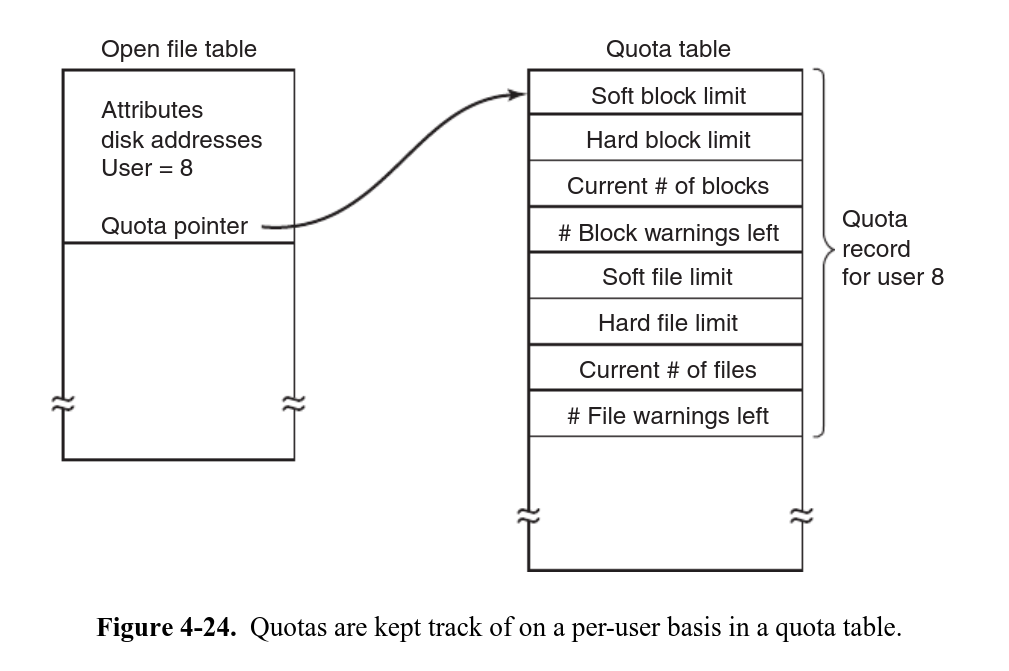 Open file table
Attributes
disk addresses
User = 8
Quota pointer
Quota table
Soft block limit
Hard block limit
Current # of blocks
# Block warnings left
Soft file limit
Hard file limit
Current # of files
# File warnings left
Quota
record
for user 8
Figure 4-24. Quotas are kept track of on a per-user basis in a quota table.